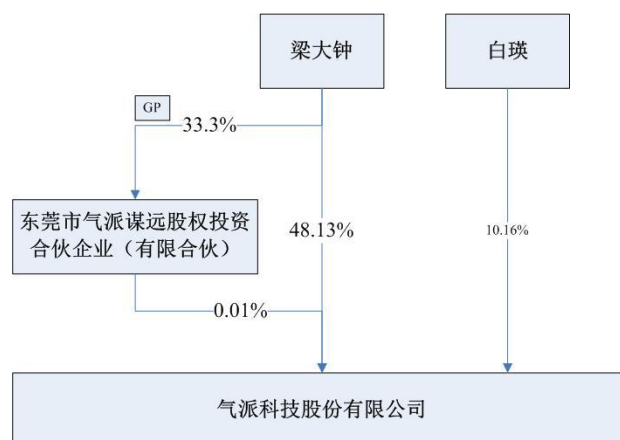 梁大钟
白瑛
GP
33.3%
东莞市气派谋远股权投资
合伙企业（有限合伙）
48.13%
10.16%
0.01%
气派科技股份有限公司